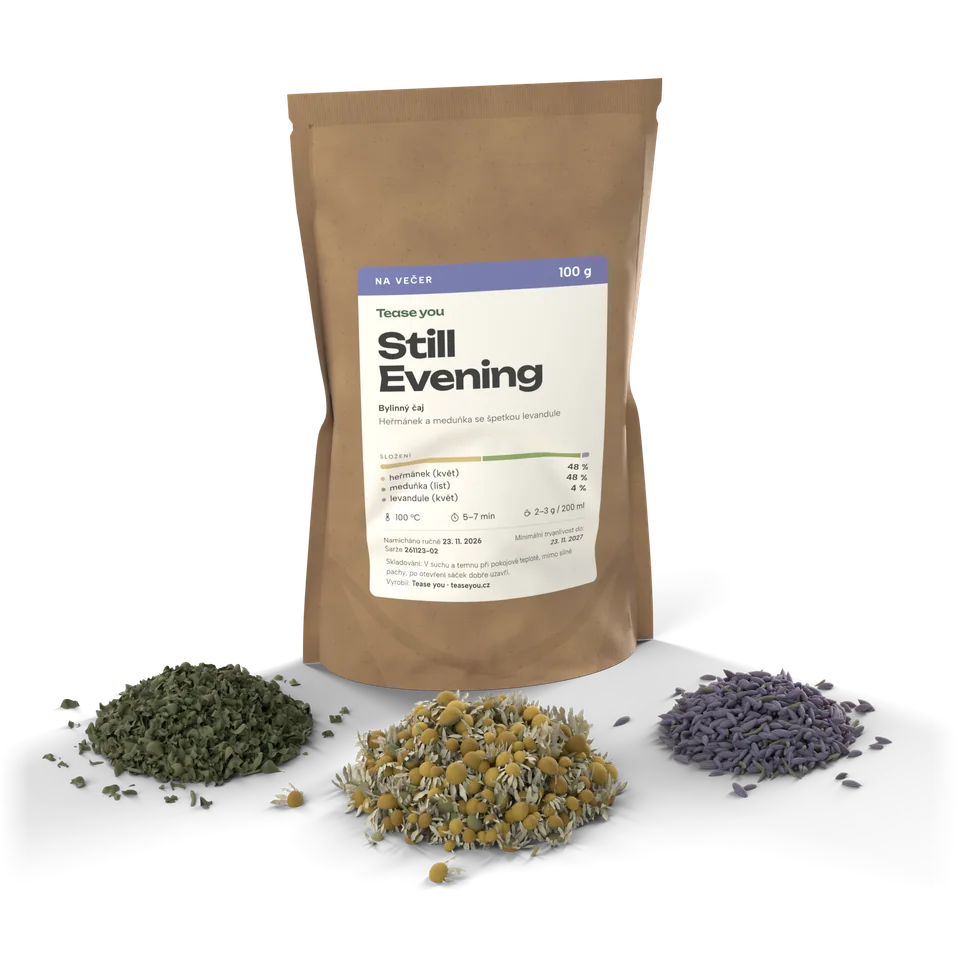 NA VEČER 100 g
Tease you
Still
Evening
Bylinný čaj
Heřmánek a meduňka se špetkou levandule
SLOŽENÍ
heřmánek (květ) 48 %
meduňka (list) 48 %
levandule (květ) 4 %
100 °C 5–7 min 2–3 g / 200 ml
Namícháno ručně 23. 11. 2026 Minimální trvanlivost do:
Šarže 261123-02 23. 11. 2027
Skladování: V suchu a temnu při pokojové teplotě, mimo silné
pachy; po otevření sáček dobře uzavři.
Vyrobil: Tease you · teaseyou.cz